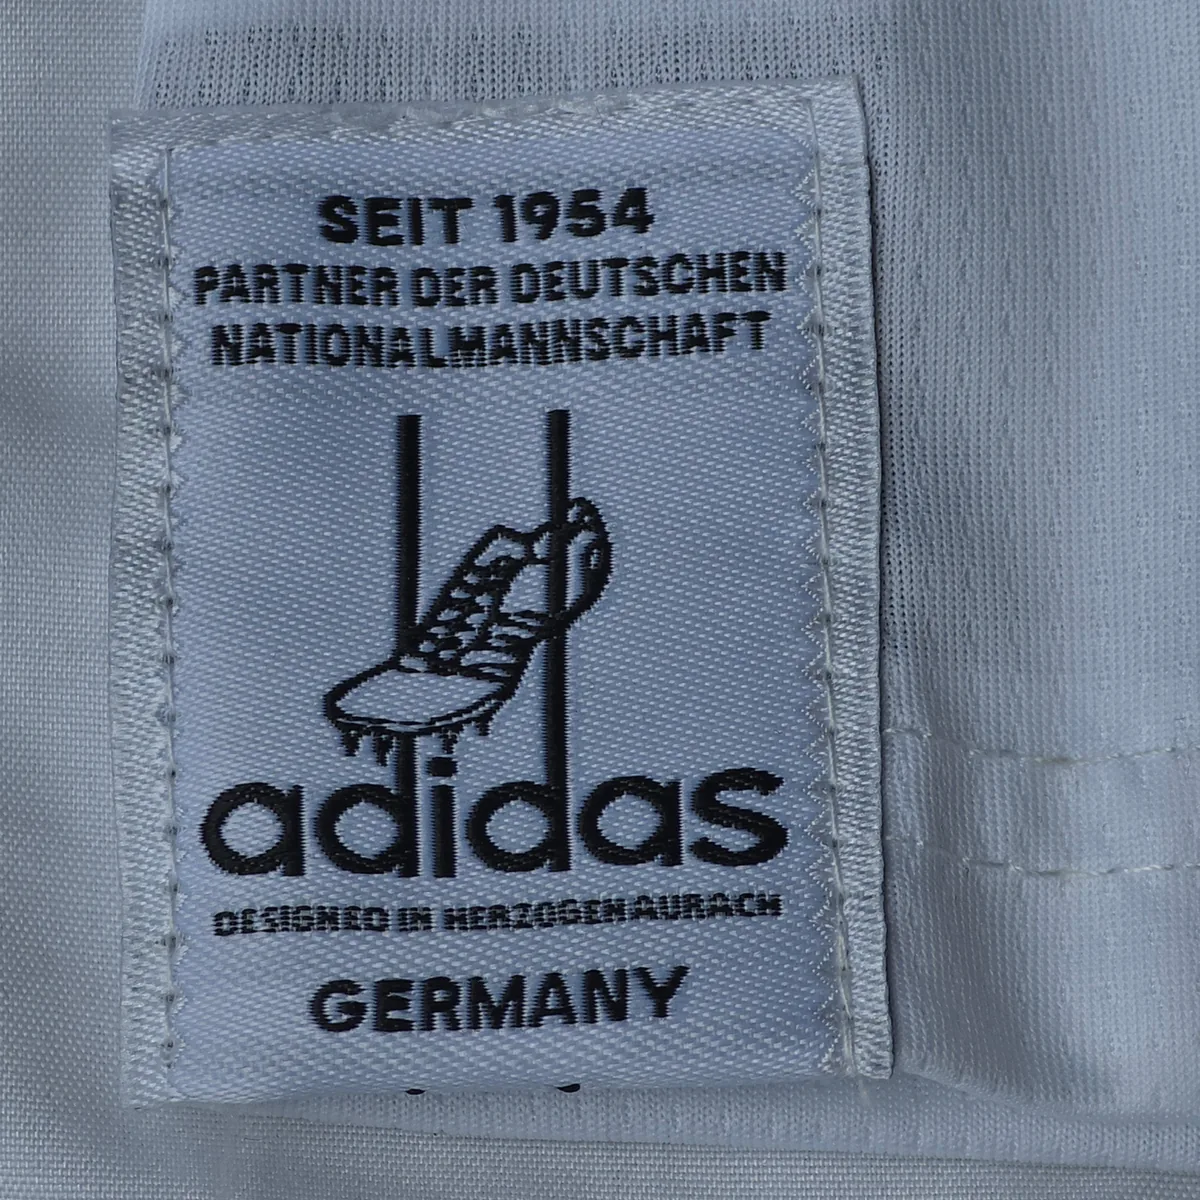 SEIT 1954
PARTNER DER DEUTSCHEN
NATIONALMANNSCHAFT
adidas
DESIGNED IN HERZOGENAURACH
GERMANY